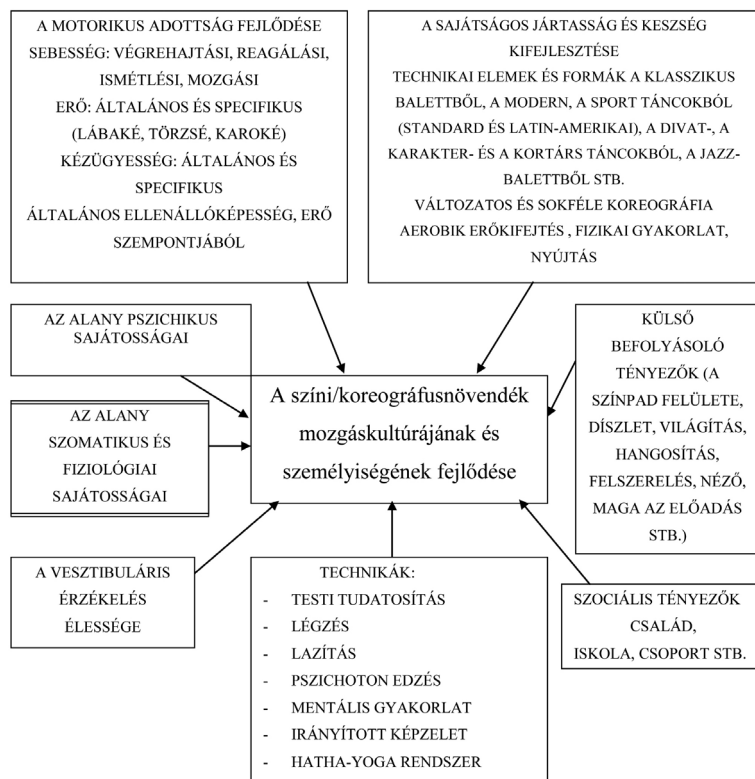 A MOTORIKUS ADOTTSÁG FEJLŐDÉSE
SEBESSÉG: VÉGREHAJTÁSI, REAGÁLÁSI,
ISMÉTLÉSI, MOZGÁSI
ERŐ: ÁLTALÁNOS ÉS SPECIFIKUS
(LÁBAKÉ, TÖRZSÉ, KAROKÉ)
KÉZÜGYESSÉG: ÁLTALÁNOS ÉS
SPECIFIKUS
ÁLTALÁNOS ELLENÁLLÓKÉPESSÉG, ERŐ
SZEMPONTJÁBÓL
A SAJÁTSÁGOS JÁRTASSÁG ÉS KESZSÉG
KIFEJLESZTÉSE
TECHNIKAI ELEMEK ÉS FORMÁK A KLASSZIKUS
BALETTBŐL, A MODERN, A SPORT TÁNCOKBÓL
(STANDARD ÉS LATIN-AMERIKAI), A DIVAT-, A
KARAKTER- ÉS A KORTÁRS TÁNCOKBÓL, A JAZZ-
BALETTBŐL STB.
VÁLTOZATOS ÉS SOKFÉLE KOREOGRÁFIA
AEROBIK ERŐKIFEJTÉS , FIZIKAI GYAKORLAT,
NYÚJTÁS
AZ ALANY PSZICHIKUS
SAJÁTOSSÁGAI
AZ ALANY
SZOMATIKUS ÉS
FIZIOLÓGIAI
SAJÁTOSSÁGAI
A színi/koreográfusnövendék
mozgáskultúrájának és
személyiségének fejlődése
KÜLSŐ
BEFOLYÁSOLÓ
TÉNYEZŐK (A
SZÍNPAD FELÜLETE,
DÍSZLET, VILÁGÍTÁS,
HANGOSÍTÁS,
FELSZERELÉS, NÉZŐ,
MAGA AZ ELŐADÁS
STB.)
A VESZTIBULÁRIS
ÉRZÉKELÉS
ÉLESSÉGE
TECHNIKÁK:
- TESTI TUDATOSÍTÁS
- LÉGZÉS
- LAZÍTÁS
- PSZICHOTON EDZÉS
- MENTÁLIS GYAKORLAT
- IRÁNYÍTOTT KÉPZELET
- HATHA-YOGA RENDSZER
SZOCIÁLIS TÉNYEZŐK
CSALÁD,
ISKOLA, CSOPORT STB.